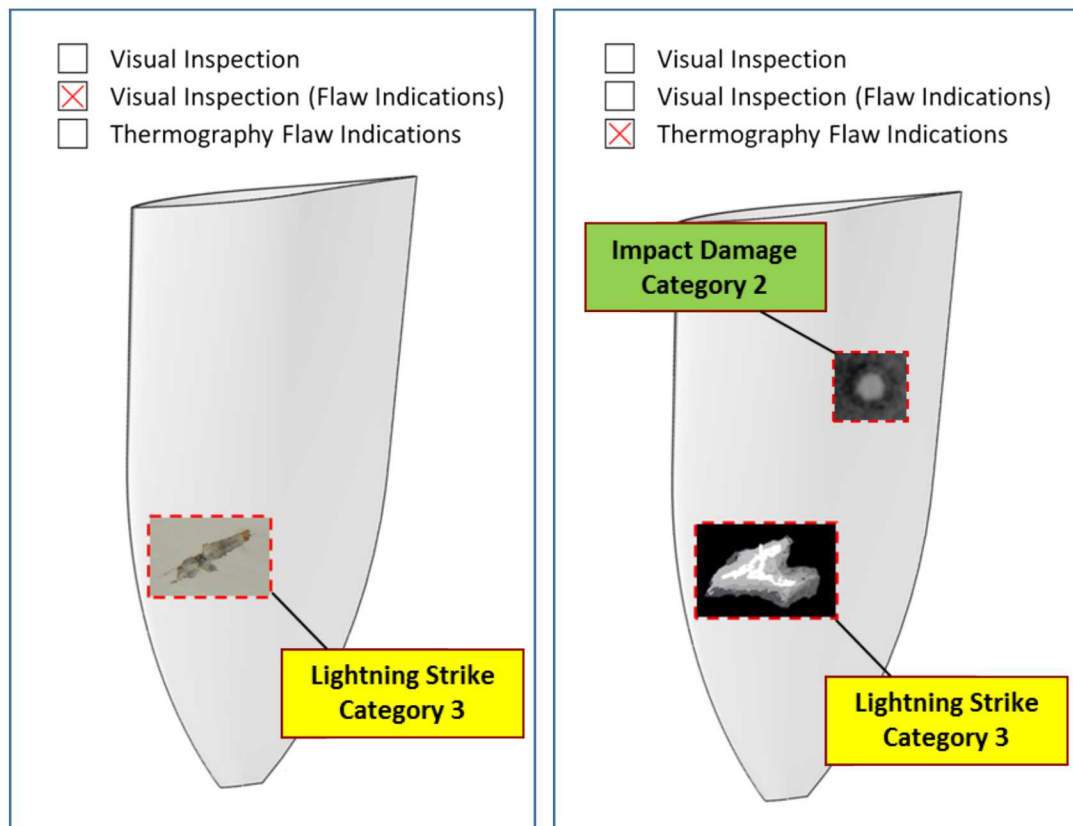 Visual Inspection
Visual Inspection (Flaw Indications)
Thermography Flaw Indications
Lightning Strike
Category 3
Visual Inspection
Visual Inspection (Flaw Indications)
Thermography Flaw Indications
Impact Damage
Category 2
Lightning Strike
Category 3